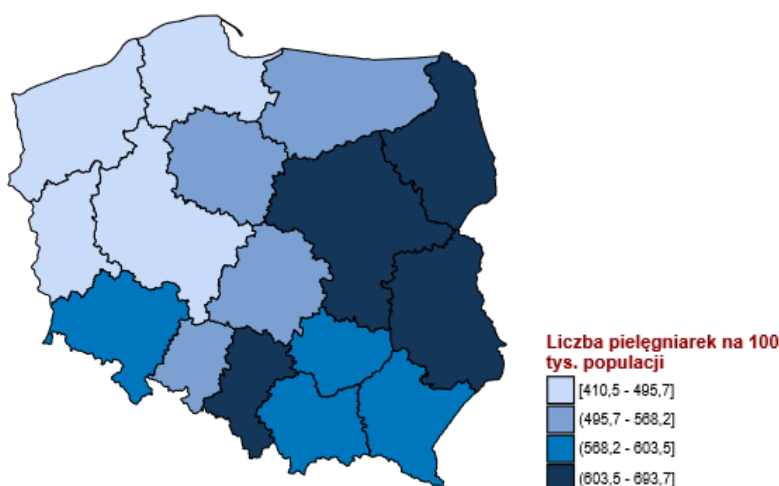 Liczba pielęgniarek na 100
tys. populacji
[410,5 - 495,7]
(495,7 - 568,2]
(568,2 - 603,5]
(603,5 - 693,7]